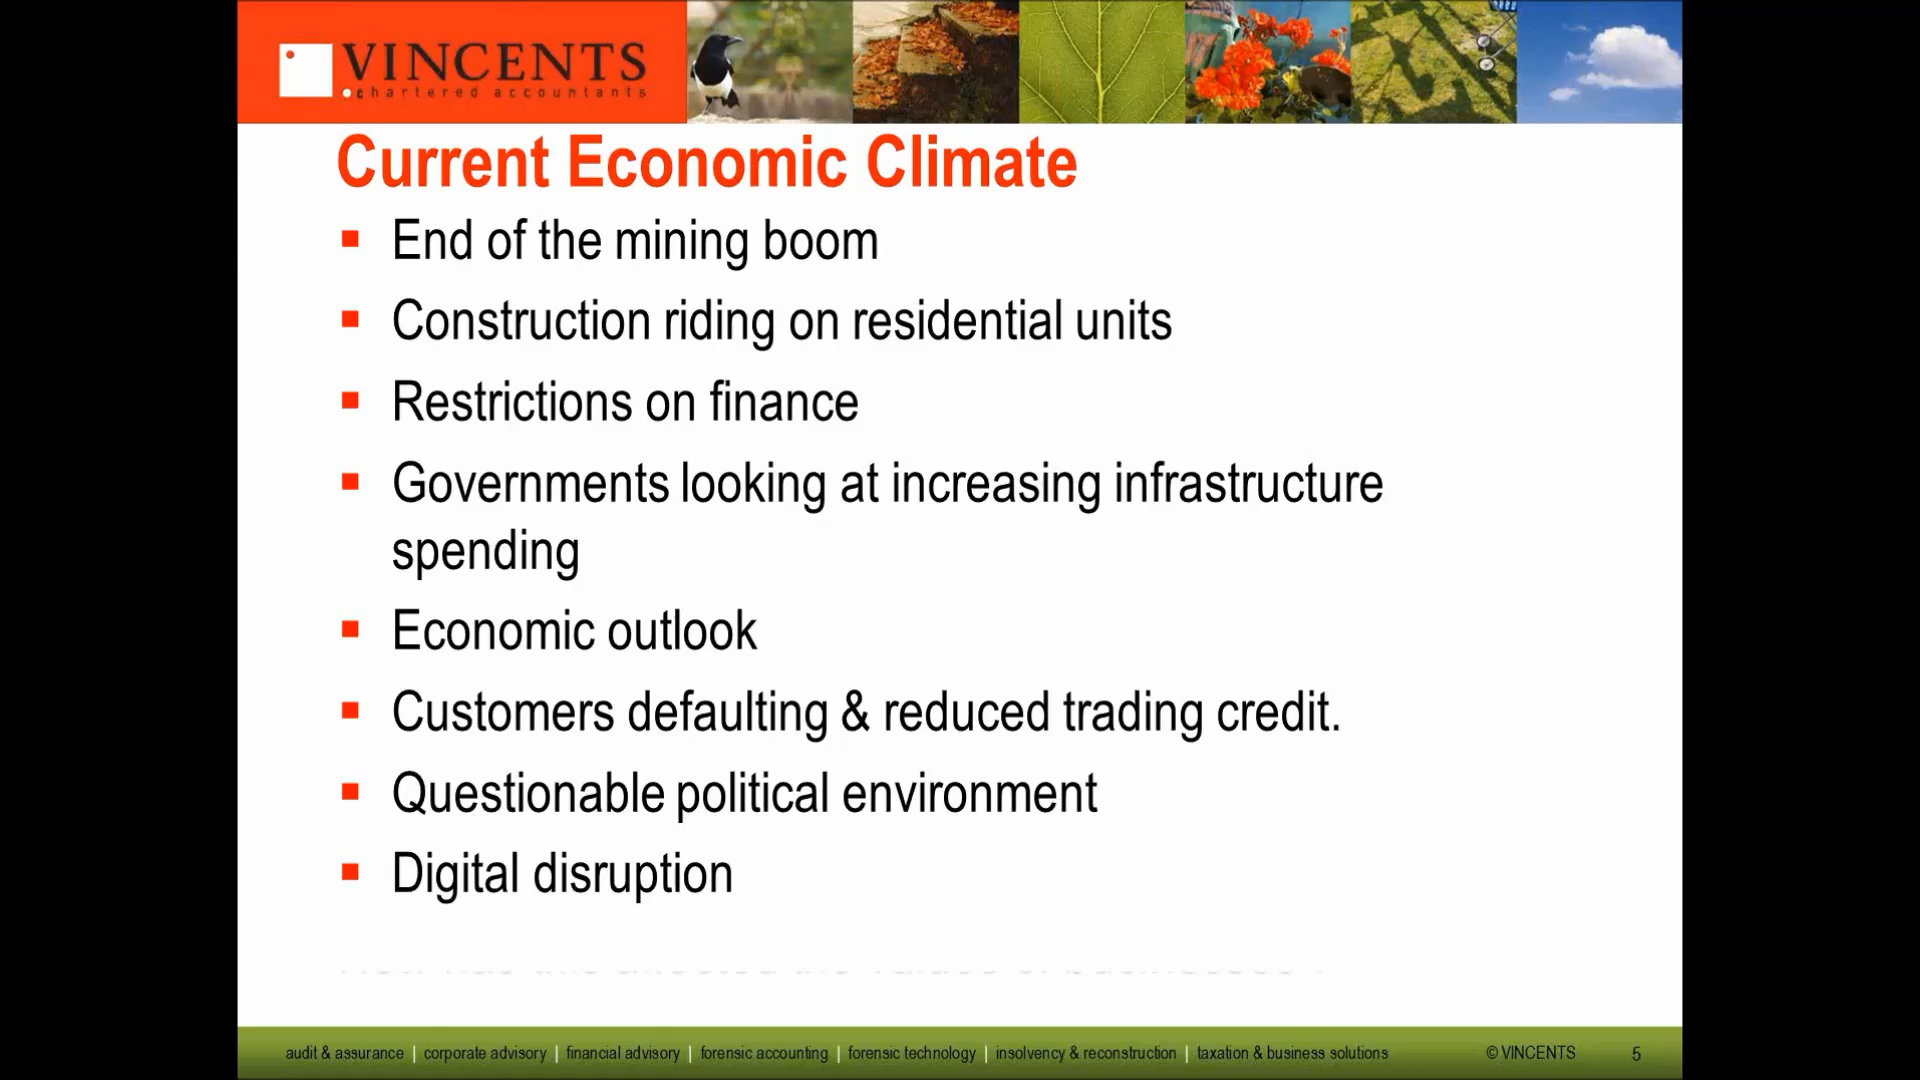 VINCENTS
chartered accountants
Current Economic Climate
End of the mining boom
Construction riding on residential units
Restrictions on finance
Governments looking at increasing infrastructure
spending
Economic outlook
Customers defaulting & reduced trading credit.
Questionable political environment
Digital disruption
audit & assurance | corporate advisory | financial advisory | forensic accounting | forensic technology | insolvency & reconstruction | taxation & business solutions © VINCENTS 5